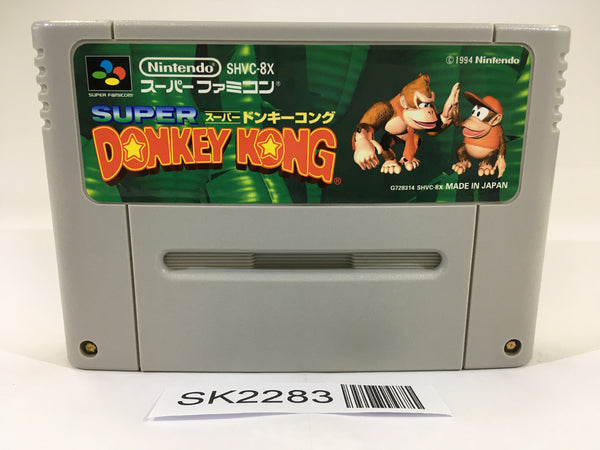 Nintendo SHVC-8X
スーパーファミコン®
SUPER FAMICOM
© 1994 Nintendo
SUPER スーパードンキーコング
DONKEY KONG®
G728314 SHVC-8X MADE IN JAPAN
SK2283